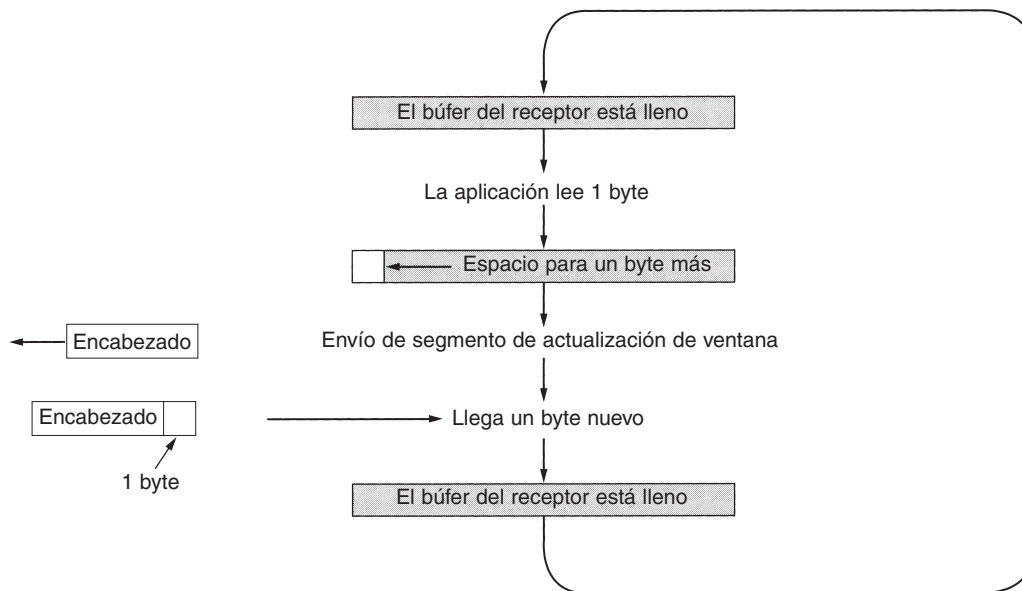 El búfer del receptor está lleno
La aplicación lee 1 byte
Espacio para un byte más
Encabezado
Envío de segmento de actualización de ventana
Encabezado
Llega un byte nuevo
1 byte
El búfer del receptor está lleno